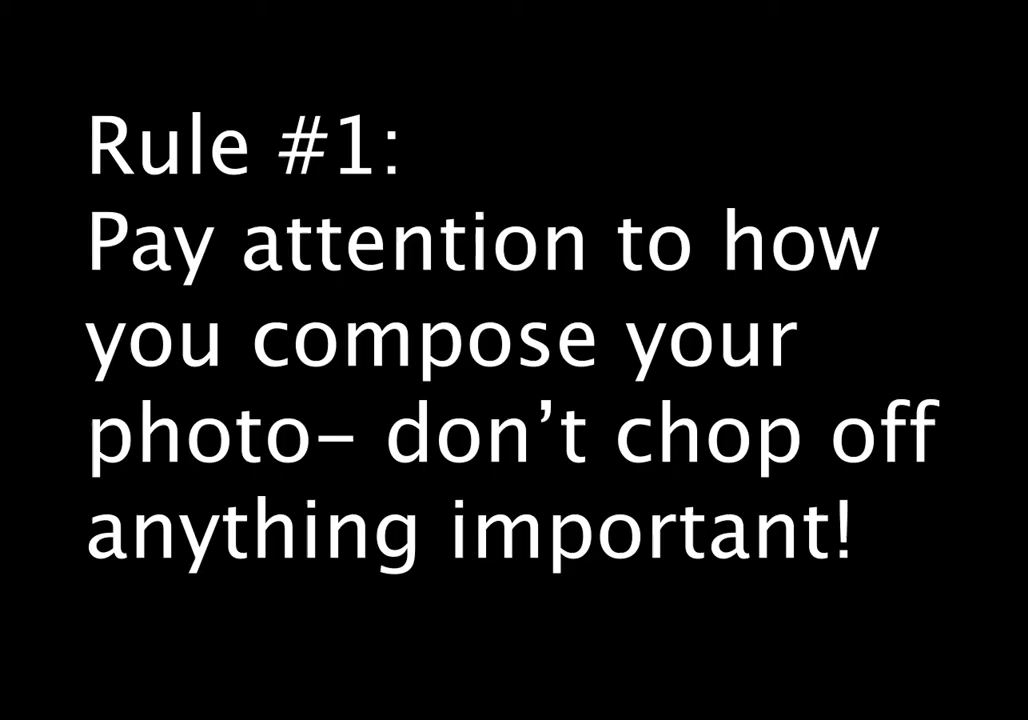 Rule #1:
Pay attention to how
you compose your
photo– don’t chop off
anything important!